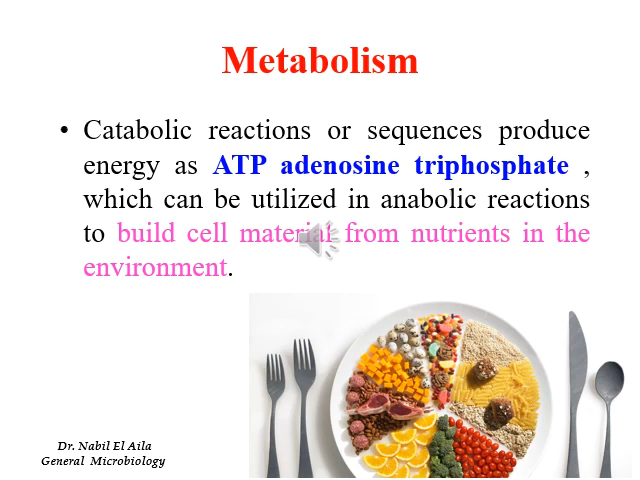 Metabolism
• Catabolic reactions or sequences produce
energy as ATP adenosine triphosphate ,
which can be utilized in anabolic reactions
to build cell material from nutrients in the
environment.
Dr. Nabil El Aila
General Microbiology